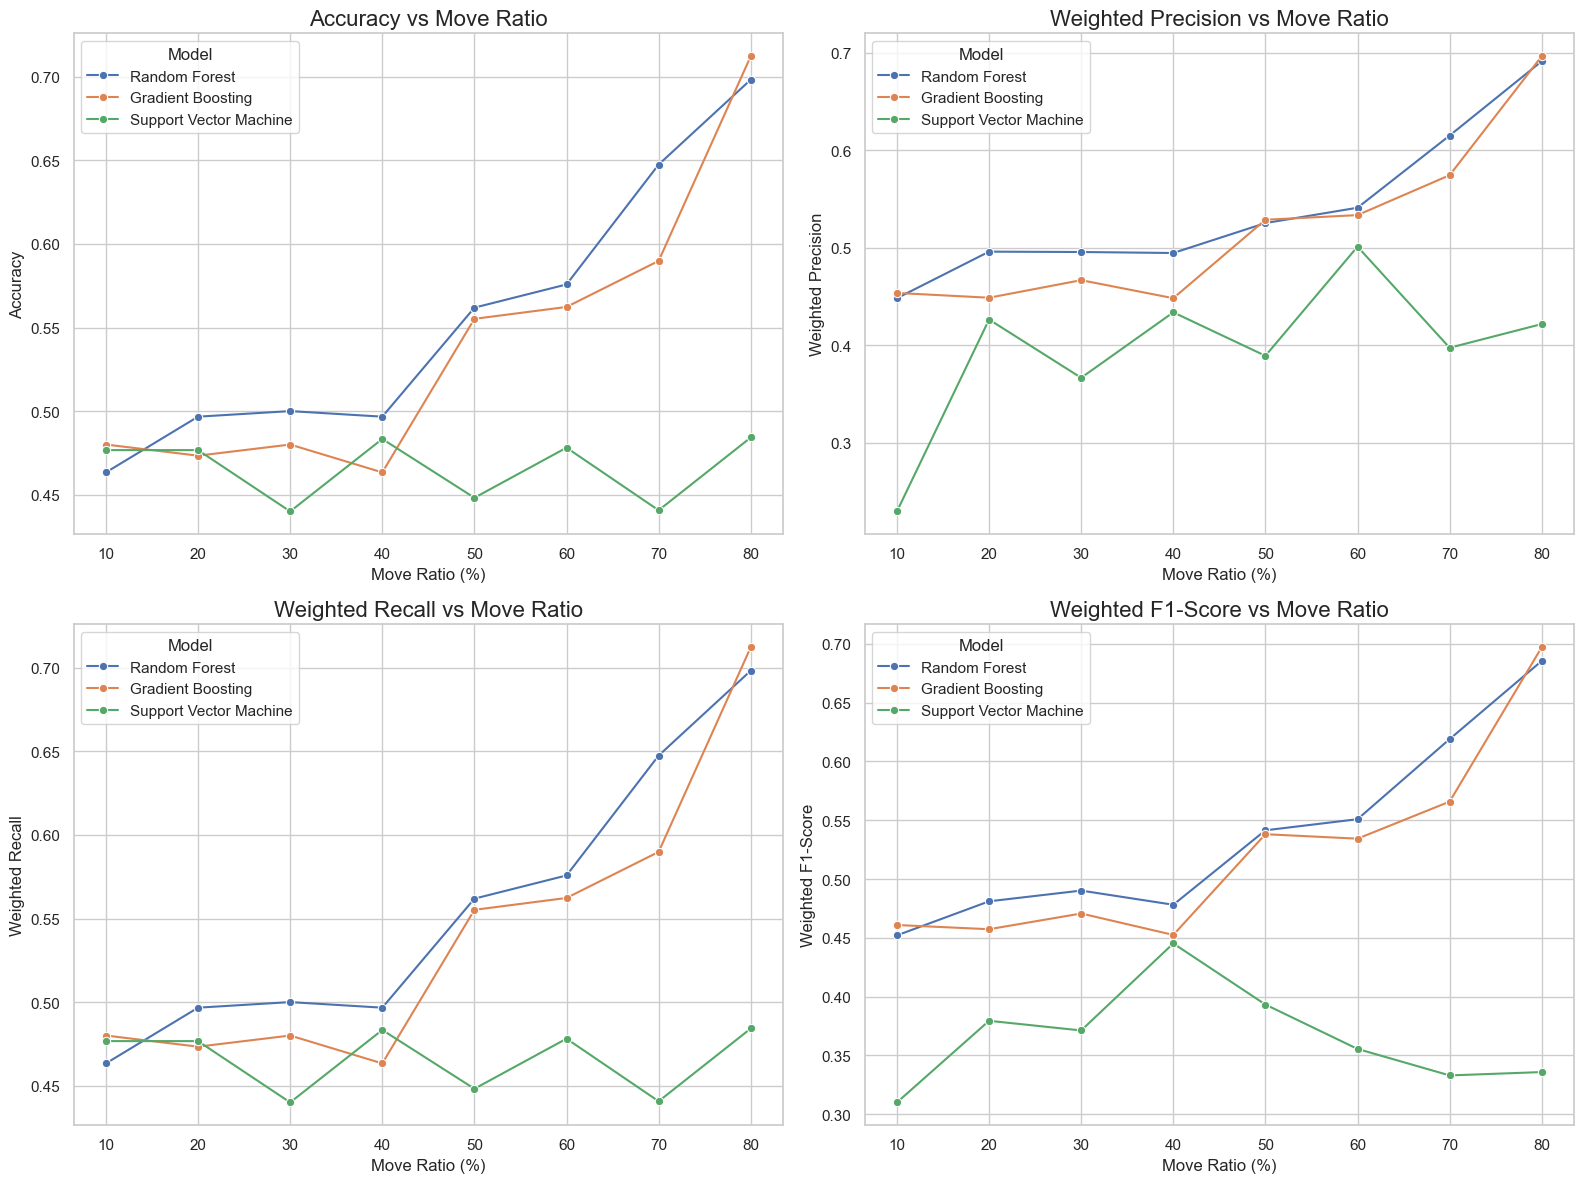 Accuracy vs Move Ratio
Model
Random Forest
Gradient Boosting
Support Vector Machine
0.70
0.65
0.60
0.55
0.50
0.45
Accuracy
10 20 30 40 50 60 70 80
Move Ratio (%)
Weighted Precision vs Move Ratio
Model
Random Forest
Gradient Boosting
Support Vector Machine
0.7
0.6
0.5
0.4
0.3
Weighted Precision
10 20 30 40 50 60 70 80
Move Ratio (%)
Weighted Recall vs Move Ratio
Model
Random Forest
Gradient Boosting
Support Vector Machine
0.70
0.65
0.60
0.55
0.50
0.45
Weighted Recall
10 20 30 40 50 60 70 80
Move Ratio (%)
Weighted F1-Score vs Move Ratio
Model
Random Forest
Gradient Boosting
Support Vector Machine
0.70
0.65
0.60
0.55
0.50
0.45
0.40
0.35
0.30
Weighted F1-Score
10 20 30 40 50 60 70 80
Move Ratio (%)